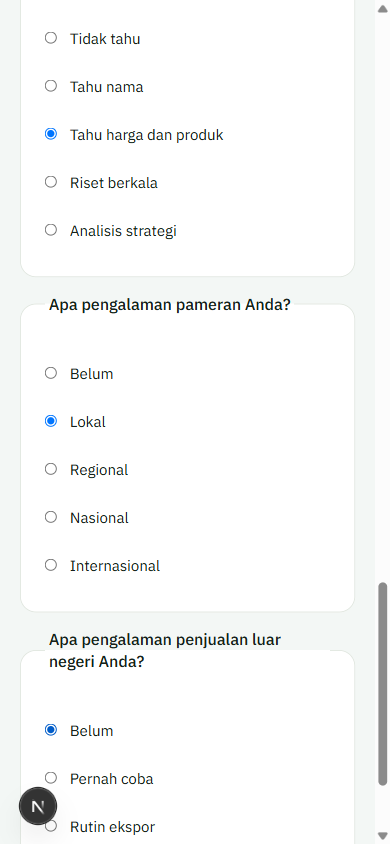 Tidak tahu
Tahu nama
Tahu harga dan produk
Riset berkala
Analisis strategi
Apa pengalaman pameran Anda?
Belum
Lokal
Regional
Nasional
Internasional
Apa pengalaman penjualan luar
negeri Anda?
Belum
Pernah coba
N
Rutin ekspor